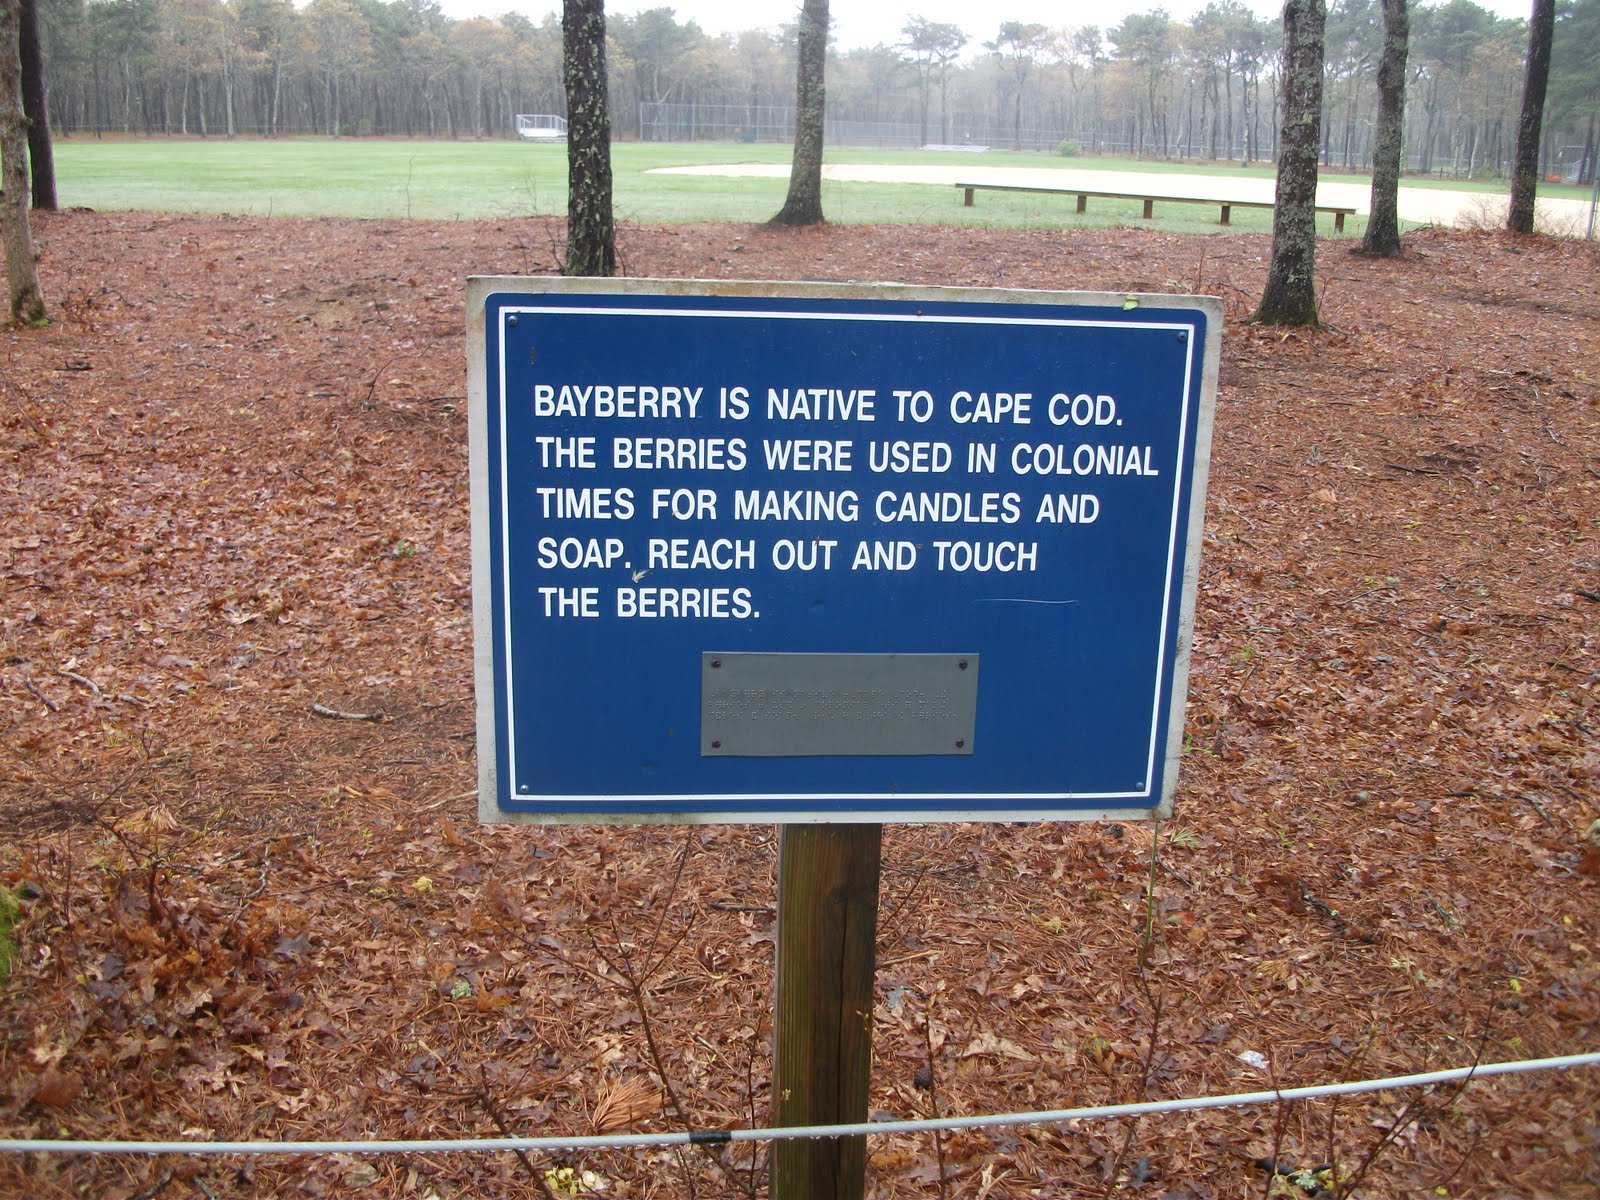 BAYBERRY IS NATIVE TO CAPE COD.
THE BERRIES WERE USED IN COLONIAL
TIMES FOR MAKING CANDLES AND
SOAP. REACH OUT AND TOUCH
THE BERRIES.